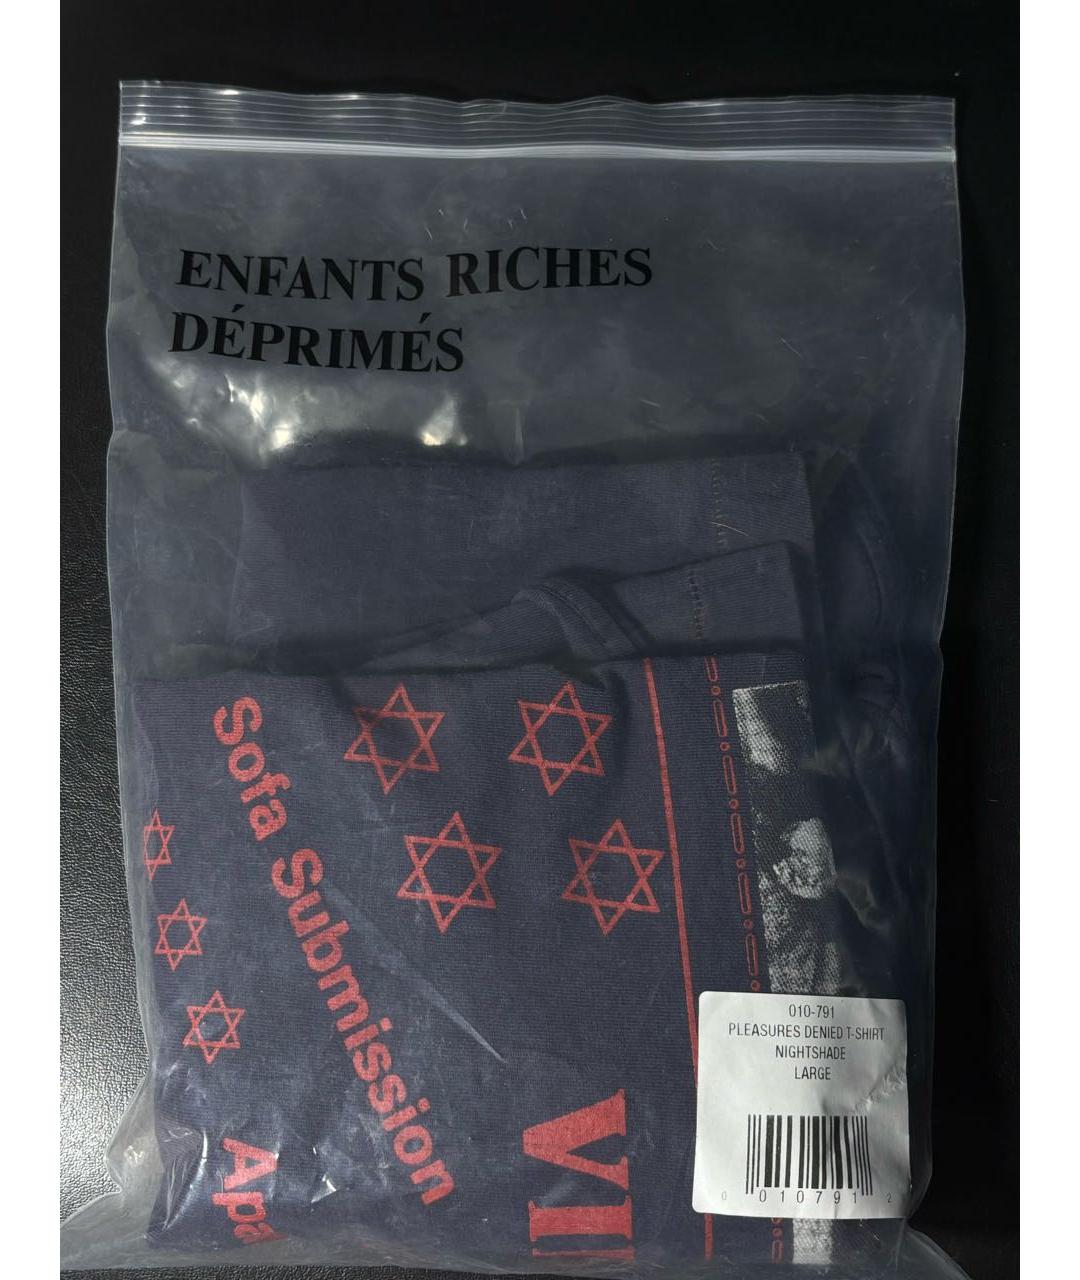 ENFANTS RICHES
DÉPRIMÉS
Sofa Submission
010-791
PLEASURES DENIED T-SHIRT
NIGHTSHADE
LARGE
0 010791 2